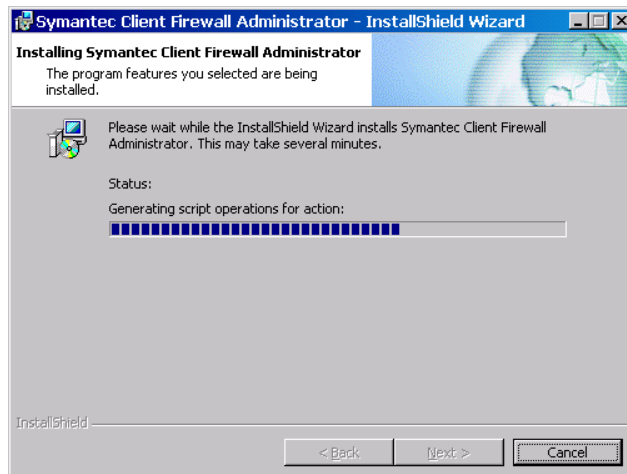 Symantec Client Firewall Administrator - InstallShield Wizard
Installing Symantec Client Firewall Administrator
The program features you selected are being
installed.
Please wait while the InstallShield Wizard installs Symantec Client Firewall
Administrator. This may take several minutes.
Status:
Generating script operations for action:
InstallShield
< Back
Next >
Cancel